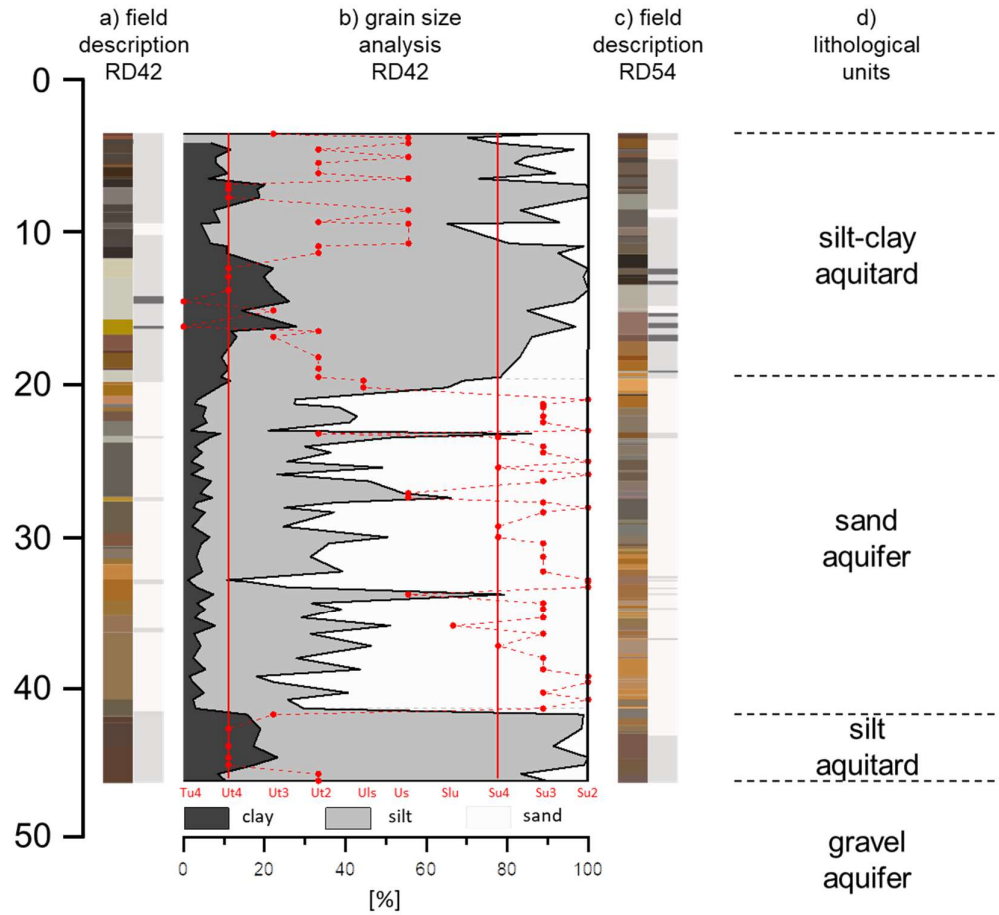 a) field
description
RD42
b) grain size
analysis
RD42
c) field
description
RD54
d)
lithological
units
0
10
20
30
40
50
silt-clay
aquitard
sand
aquifer
silt
aquitard
gravel
aquifer
Tu4 Ut4 Ut3 Ut2 Uls Us Slu Su4 Su3 Su2
clay silt sand
0 20 40 60 80 100
[%]